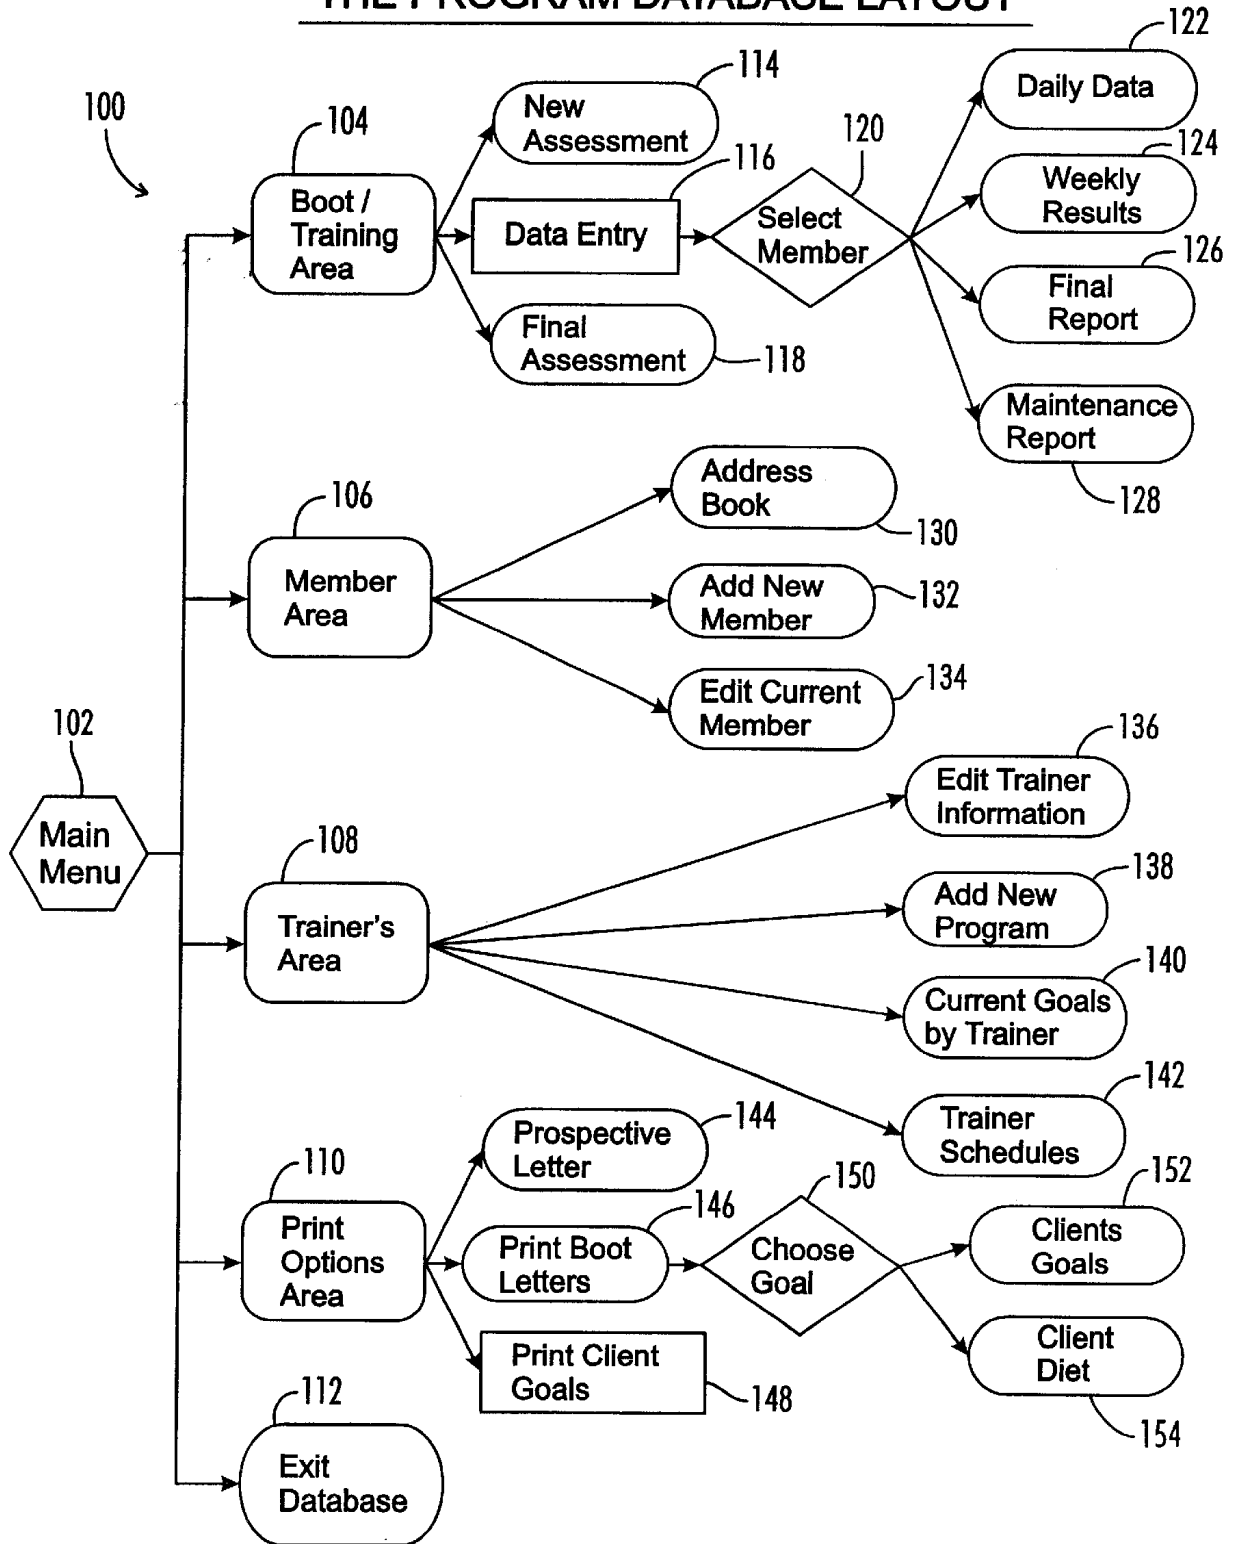 THE PROGRAM DATABASE LAYOUT
100
102
Main
Menu
104
Boot /
Training
Area
114
New
Assessment
116
Data Entry
Final
Assessment
118
120
Select
Member
122
Daily Data
124
Weekly
Results
126
Final
Report
Maintenance
Report
128
106
Member
Area
Address
Book
130
Add New
Member
132
Edit Current
Member
134
108
Trainer's
Area
136
Edit Trainer
Information
138
Add New
Program
140
Current Goals
by Trainer
142
Trainer
Schedules
110
Print
Options
Area
144
Prospective
Letter
146
Print Boot
Letters
Print Client
Goals
148
150
Choose
Goal
152
Clients
Goals
Client
Diet
154
112
Exit
Database